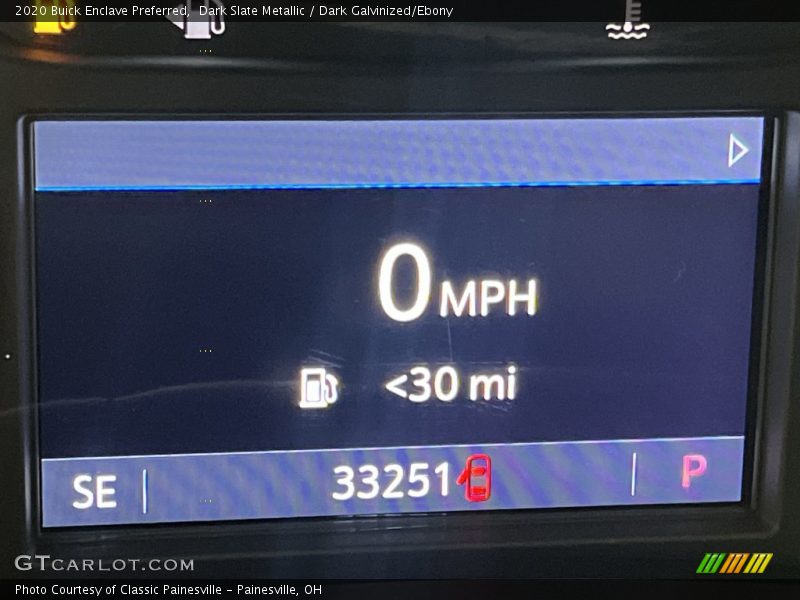 2020 Buick Enclave Preferred, Dark Slate Metallic / Dark Galvinized/Ebony
0 MPH
<30 mi
SE 33251 P
GTCARLOT.COM
Photo Courtesy of Classic Painesville - Painesville, OH